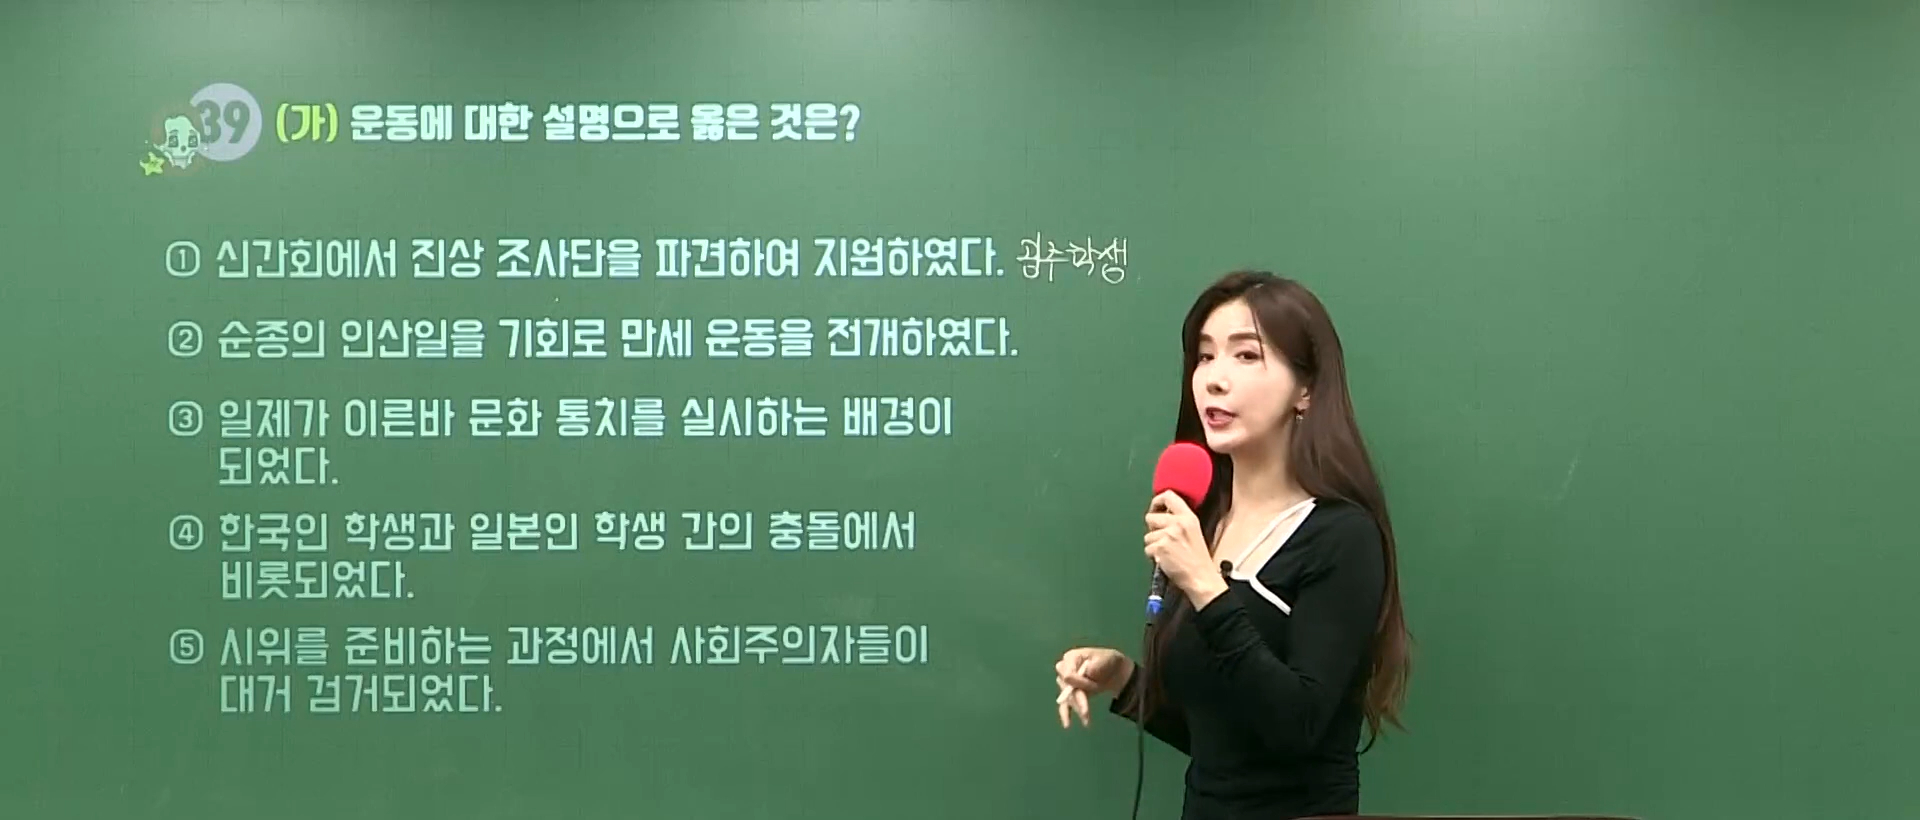 39 (가) 운동에 대한 설명으로 옳은 것은?
① 신간회에서 진상 조사단을 파견하여 지원하였다. 광주학생
② 순종의 인산일을 기회로 만세 운동을 전개하였다.
③ 일제가 이른바 문화 통치를 실시하는 배경이
되었다.
④ 한국인 학생과 일본인 학생 간의 충돌에서
비롯되었다.
⑤ 시위를 준비하는 과정에서 사회주의자들이
대거 검거되었다.